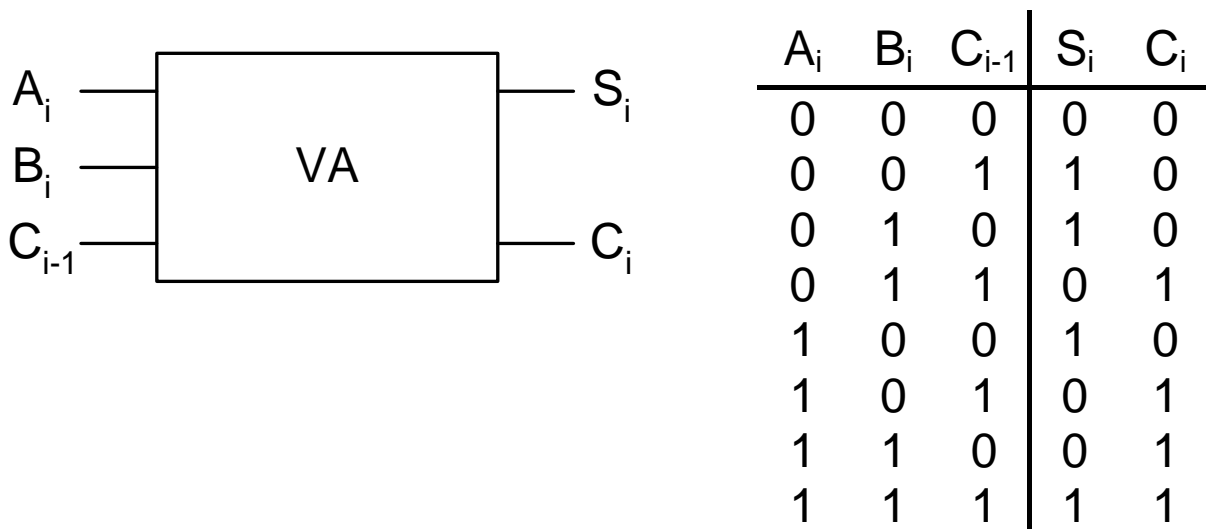 A_i
B_i
C_{i-1}
VA
S_i
C_i
A_i B_i C_{i-1} S_i C_i
0 0 0 0 0
0 0 1 1 0
0 1 0 1 0
0 1 1 0 1
1 0 0 1 0
1 0 1 0 1
1 1 0 0 1
1 1 1 1 1